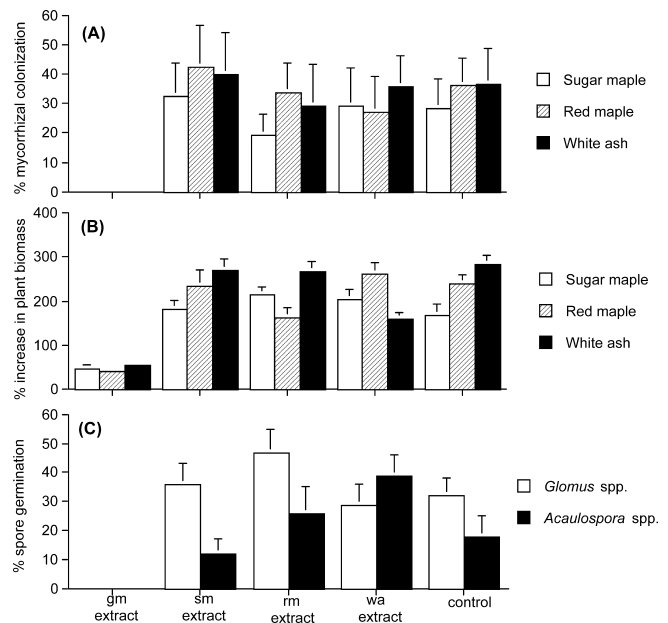 (A)
% mycorrhizal colonization
60
50
40
30
20
10
0
Sugar maple
Red maple
White ash
(B)
% increase in plant biomass
400
300
200
100
0
Sugar maple
Red maple
White ash
(C)
% spore germination
60
50
40
30
20
10
0
Glomus spp.
Acaulospora spp.
gm extract
sm extract
rm extract
wa extract
control